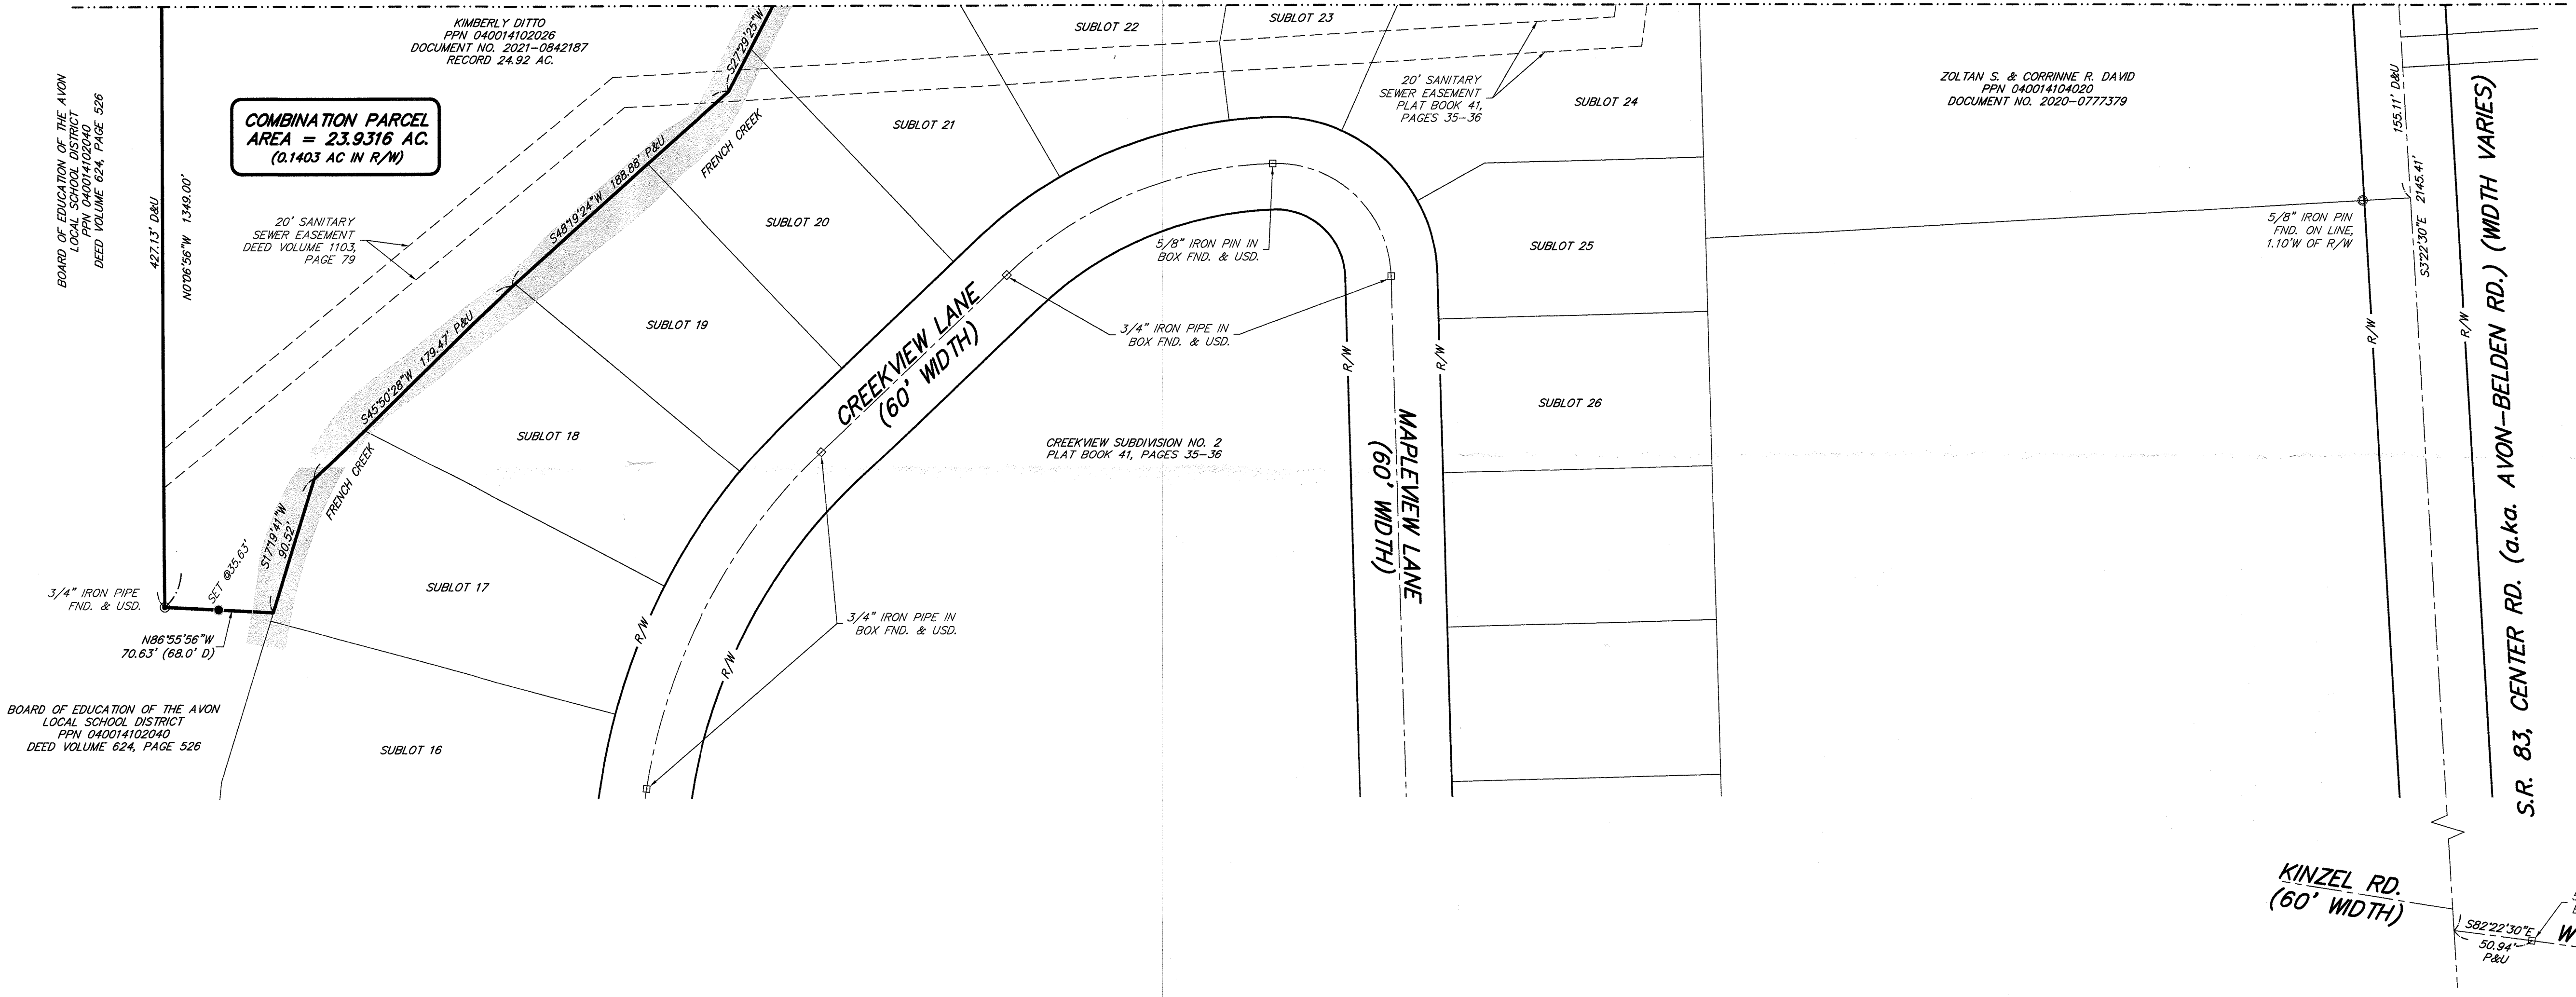 KIMBERLY DITTO
PPN 040014102026
DOCUMENT NO. 2021-0842187
RECORD 24.92 AC.
COMBINATION PARCEL
AREA = 23.9316 AC.
(0.1403 AC IN R/W)
BOARD OF EDUCATION OF THE AVON
LOCAL SCHOOL DISTRICT
PPN 040014102040
DEED VOLUME 624, PAGE 526
427.13' D&U
N0°06'56"W 1349.00'
20' SANITARY
SEWER EASEMENT
DEED VOLUME 1103,
PAGE 79
S27°29'25"W
S48°19'24"W 188.88' P&U
FRENCH CREEK
S45°50'28"W 179.47' P&U
FRENCH CREEK
S17°19'41"W
90.52'
SET @35.63'
3/4" IRON PIPE
FND. & USD.
N86°55'56"W
70.63' (68.0' D)
BOARD OF EDUCATION OF THE AVON
LOCAL SCHOOL DISTRICT
PPN 040014102040
DEED VOLUME 624, PAGE 526
SUBLOT 16
SUBLOT 17
SUBLOT 18
SUBLOT 19
SUBLOT 20
SUBLOT 21
SUBLOT 22
SUBLOT 23
20' SANITARY
SEWER EASEMENT
PLAT BOOK 41,
PAGES 35-36
SUBLOT 24
SUBLOT 25
SUBLOT 26
5/8" IRON PIN IN
BOX FND. & USD.
3/4" IRON PIPE IN
BOX FND. & USD.
CREEKVIEW LANE
(60' WIDTH)
CREEKVIEW SUBDIVISION NO. 2
PLAT BOOK 41, PAGES 35-36
3/4" IRON PIPE IN
BOX FND. & USD.
R/W
R/W
R/W
R/W
MAPLEVIEW LANE
(60' WIDTH)
ZOLTAN S. & CORRINNE R. DAVID
PPN 040014104020
DOCUMENT NO. 2020-0777379
5/8" IRON PIN
FND. ON LINE,
1.10'W OF R/W
155.11' D&U
S3°22'30"E 2145.41'
R/W
R/W
S.R. 83, CENTER RD. (a.k.a. AVON-BELDEN RD.) (WIDTH VARIES)
KINZEL RD.
(60' WIDTH)
S82°22'30"E
50.94'
P&U
W